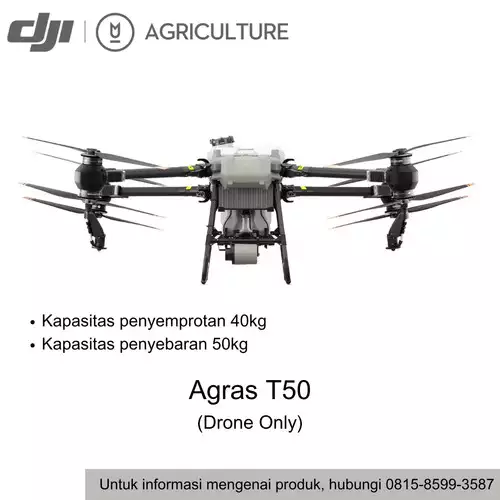 dji AGRICULTURE
Kapasitas penyemprotan 40kg
Kapasitas penyebaran 50kg
Agras T50
(Drone Only)
Untuk informasi mengenai produk, hubungi 0815-8599-3587